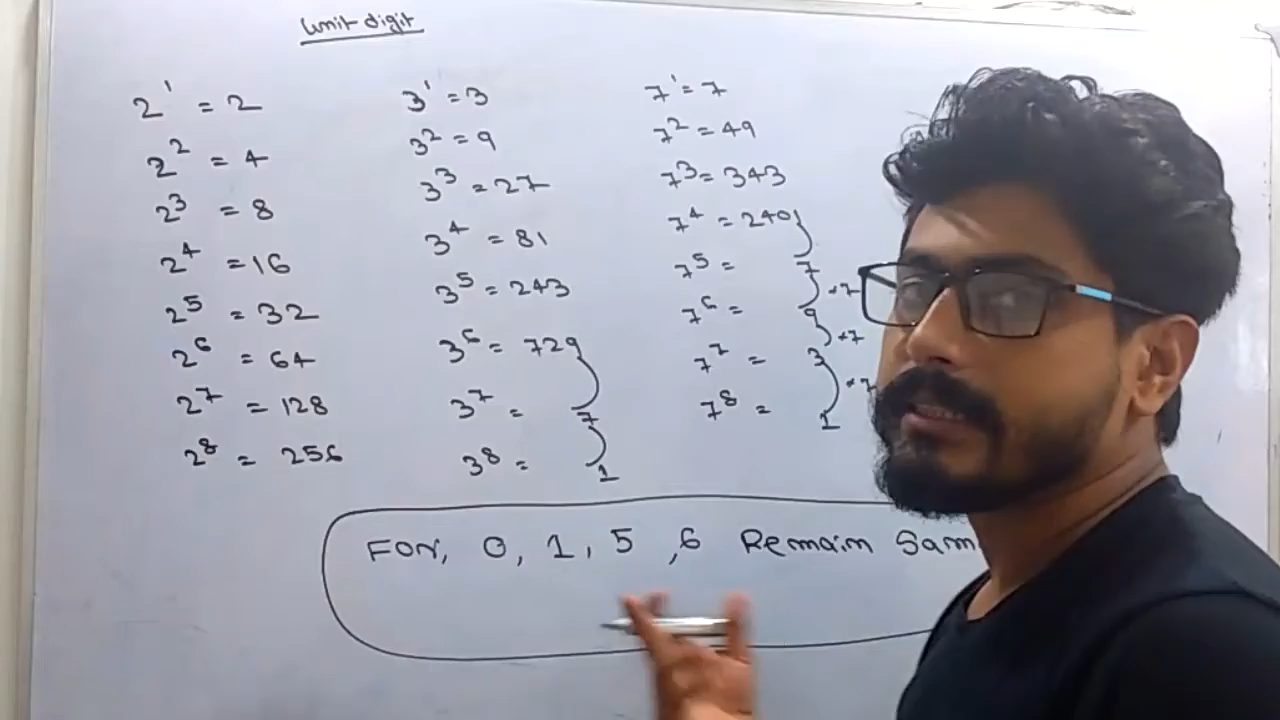 Unit digit
2¹ = 2
2² = 4
2³ = 8
2⁴ = 16
2⁵ = 32
2⁶ = 64
2⁷ = 128
2⁸ = 256
3¹ = 3
3² = 9
3³ = 27
3⁴ = 81
3⁵ = 243
3⁶ = 729
3⁷ = 7
3⁸ = 1
7¹ = 7
7² = 49
7³ = 343
7⁴ = 2401
7⁵ = 7
*7
7⁶ = 9
*7
7⁷ = 3
*7
7⁸ = 1
For, 0, 1, 5, 6 Remain Sam